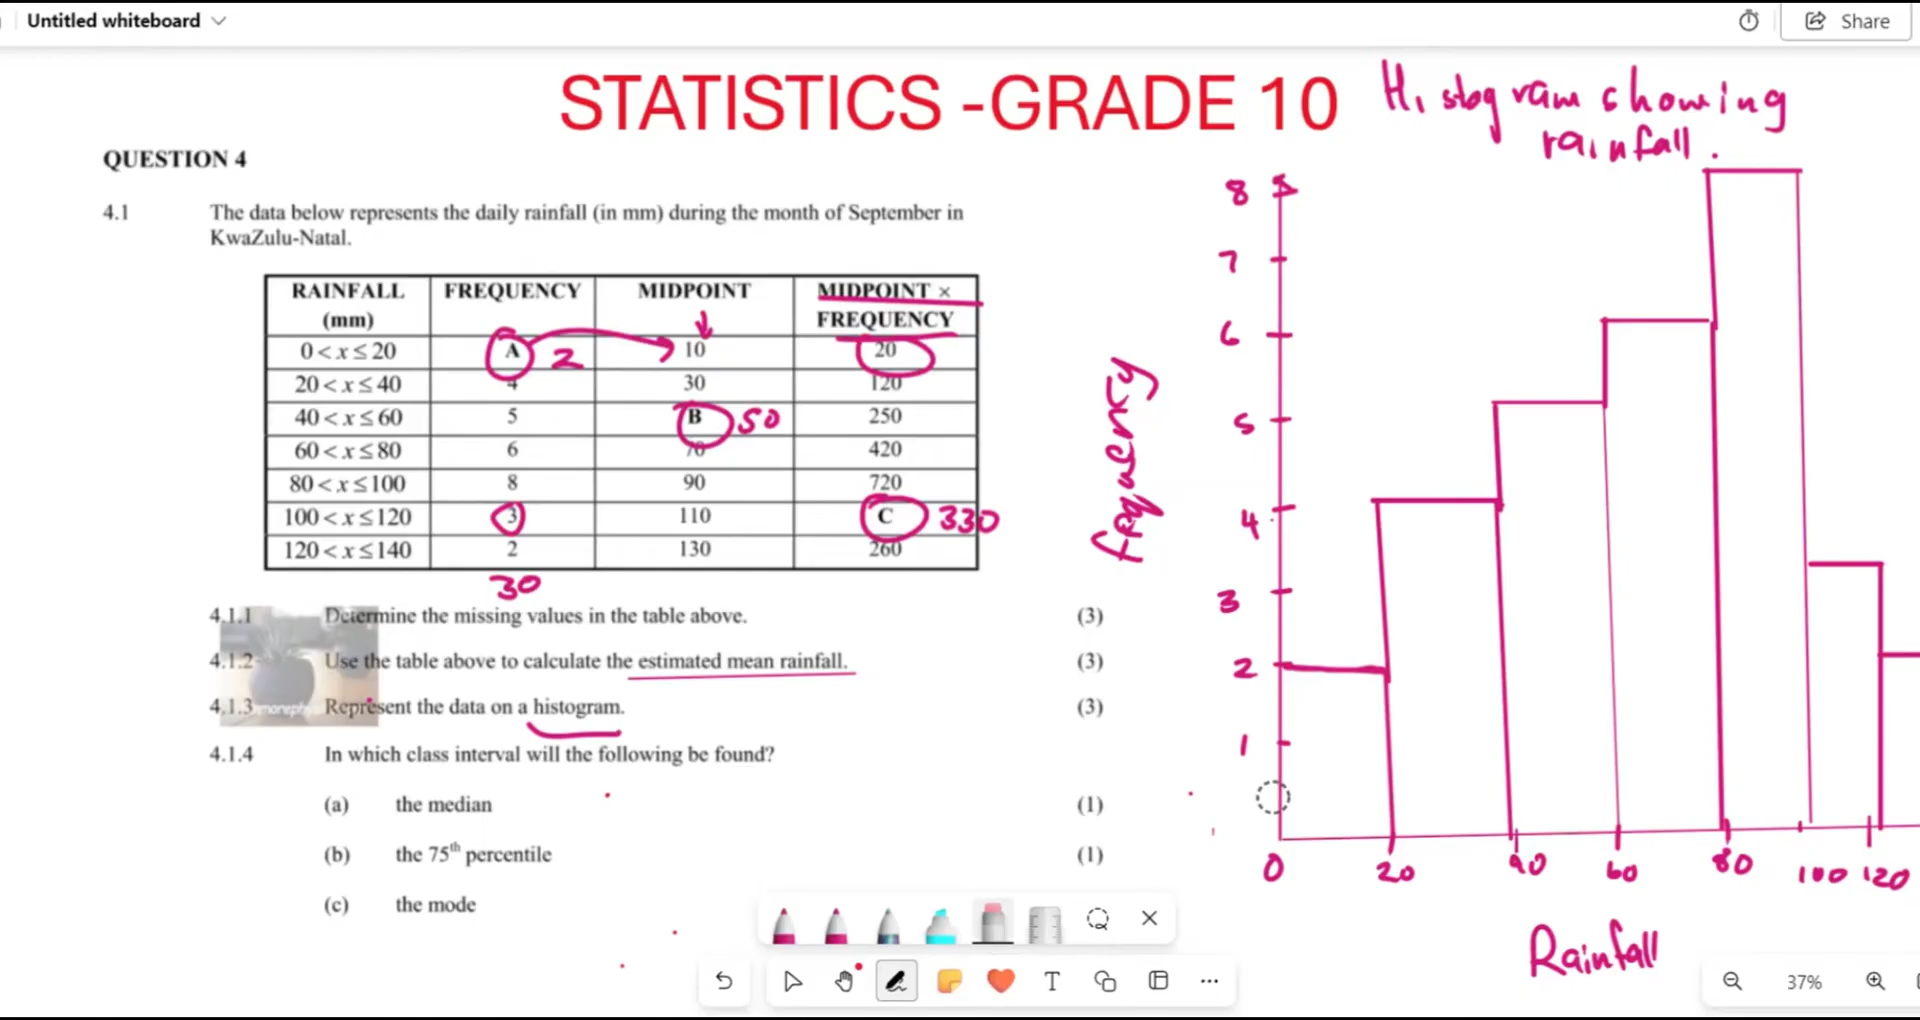 Untitled whiteboard
Share
STATISTICS -GRADE 10
Histogram showing
rainfall.
QUESTION 4
4.1 The data below represents the daily rainfall (in mm) during the month of September in
KwaZulu-Natal.
RAINFALL FREQUENCY MIDPOINT MIDPOINT ×
(mm) FREQUENCY
0 < x ≤ 20 A 2 10 20
20 < x ≤ 40 4 30 120
40 < x ≤ 60 5 B 50 250
60 < x ≤ 80 6 70 420
80 < x ≤ 100 8 90 720
100 < x ≤ 120 3 110 C 330
120 < x ≤ 140 2 130 260
30
4.1.1 Determine the missing values in the table above. (3)
4.1.2 Use the table above to calculate the estimated mean rainfall. (3)
4.1.3 Represent the data on a histogram. (3)
4.1.4 In which class interval will the following be found?
(a) the median (1)
(b) the 75th percentile (1)
(c) the mode
frequency
8
7
6
5
4
3
2
1
0 20 40 60 80 100 120
Rainfall
37%